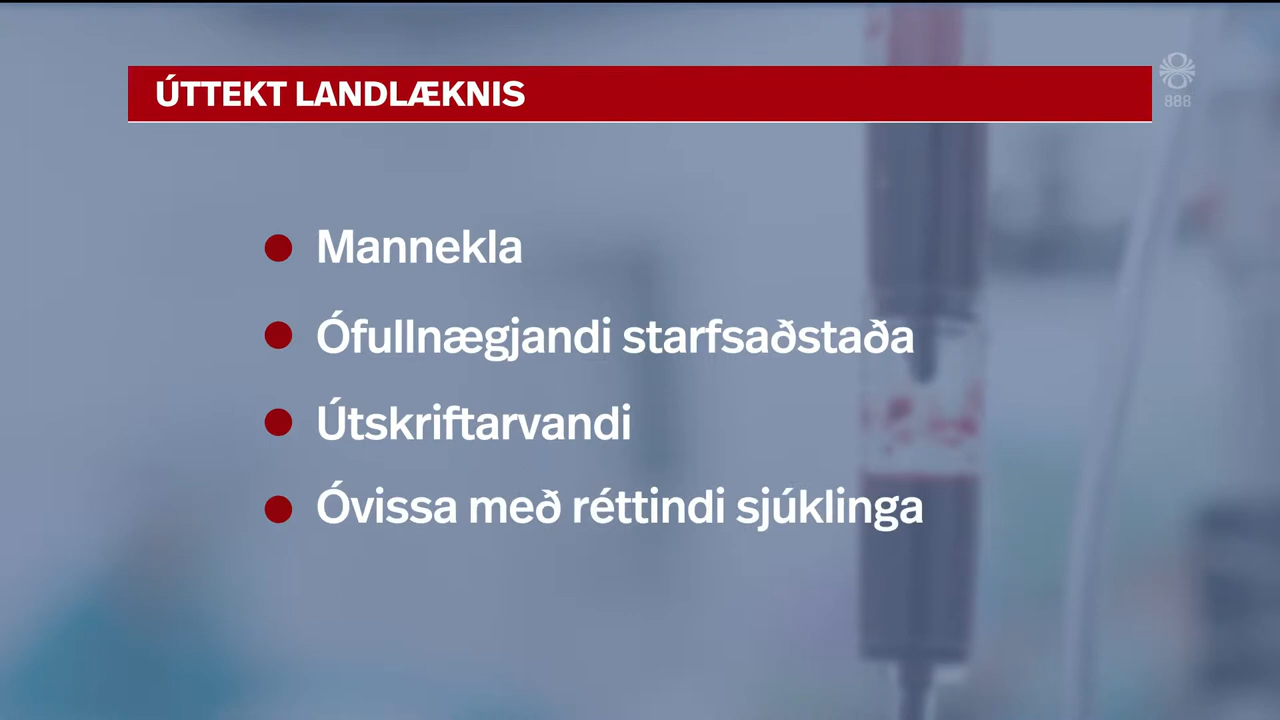 ÚTTEKT LANDLÆKNIS
888
Mannekla
Ófullnægjandi starfsaðstaða
Útskriftarvandi
Óvissa með réttindi sjúklinga